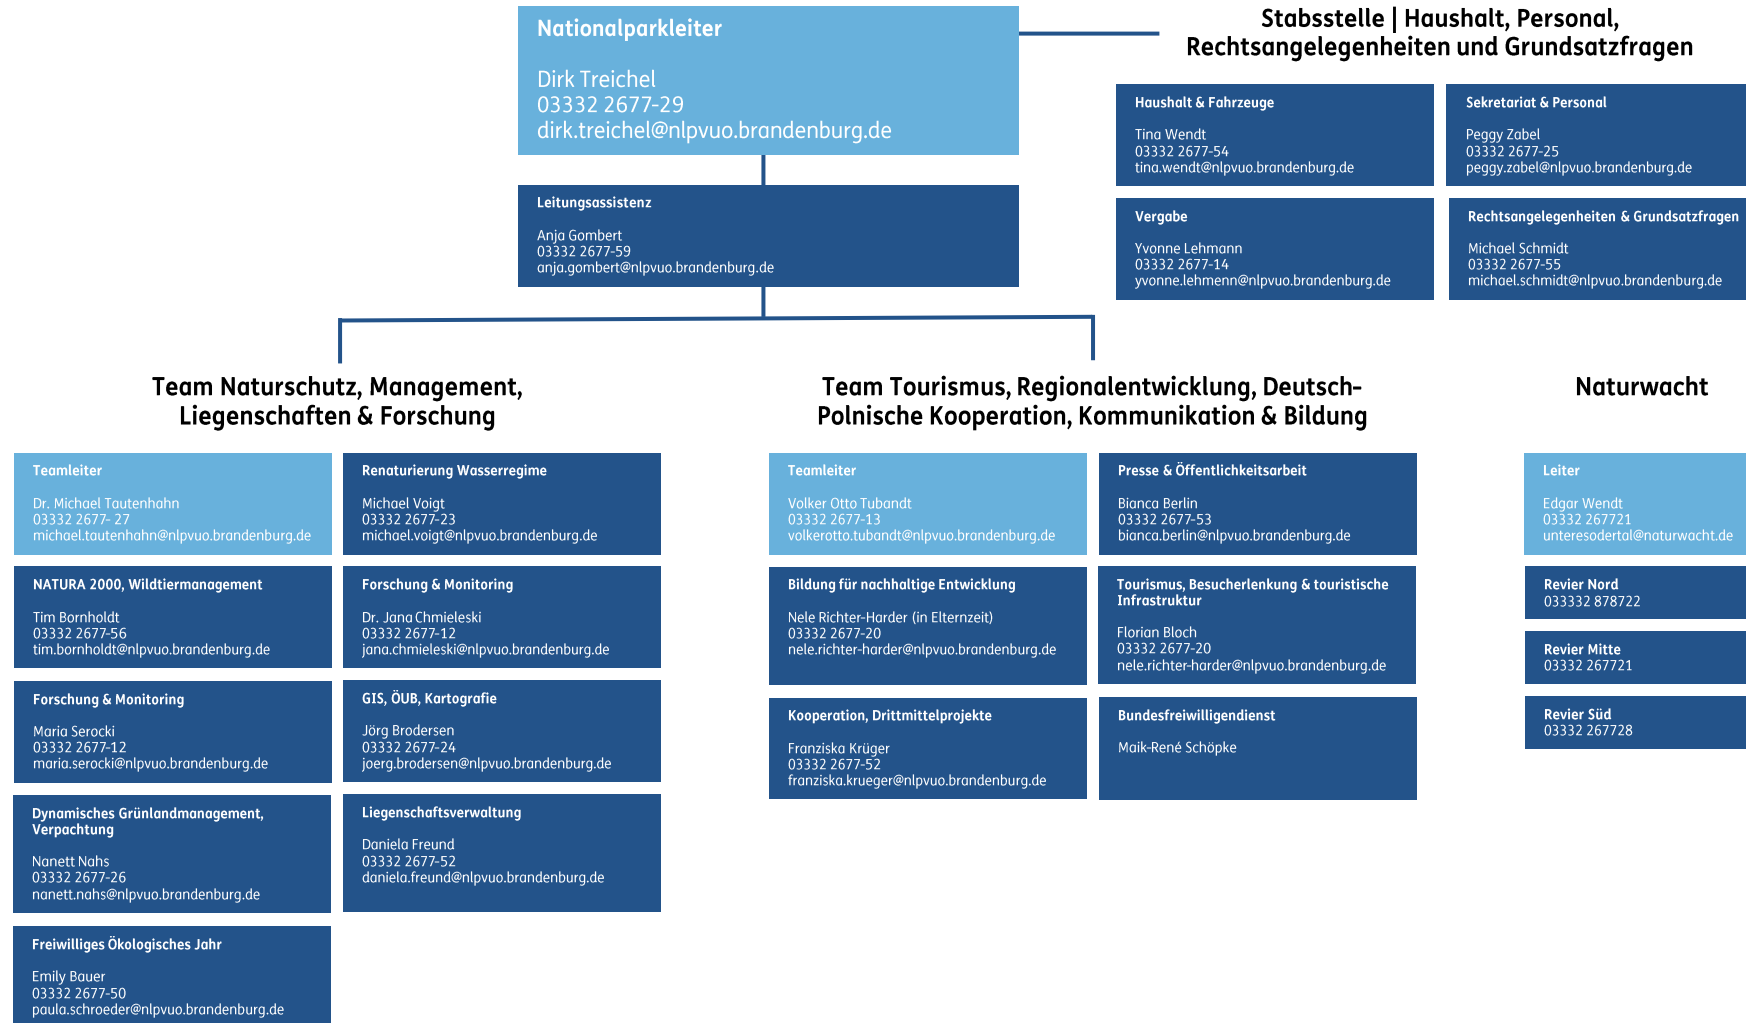 Nationalparkleiter
Dirk Treichel
03332 2677-29
dirk.treichel@nlpvuo.brandenburg.de
Leitungsassistenz
Anja Gombert
03332 2677-59
anja.gombert@nlpvuo.brandenburg.de
Stabsstelle | Haushalt, Personal,
Rechtsangelegenheiten und Grundsatzfragen
Haushalt & Fahrzeuge
Tina Wendt
03332 2677-54
tina.wendt@nlpvuo.brandenburg.de
Sekretariat & Personal
Peggy Zabel
03332 2677-25
peggy.zabel@nlpvuo.brandenburg.de
Vergabe
Yvonne Lehmann
03332 2677-14
yvonne.lehmenn@nlpvuo.brandenburg.de
Rechtsangelegenheiten & Grundsatzfragen
Michael Schmidt
03332 2677-55
michael.schmidt@nlpvuo.brandenburg.de
Team Naturschutz, Management,
Liegenschaften & Forschung
Teamleiter
Dr. Michael Tautenhahn
03332 2677- 27
michael.tautenhahn@nlpvuo.brandenburg.de
Renaturierung Wasserregime
Michael Voigt
03332 2677-23
michael.voigt@nlpvuo.brandenburg.de
NATURA 2000, Wildtiermanagement
Tim Bornholdt
03332 2677-56
tim.bornholdt@nlpvuo.brandenburg.de
Forschung & Monitoring
Dr. Jana Chmieleski
03332 2677-12
jana.chmieleski@nlpvuo.brandenburg.de
Forschung & Monitoring
Maria Serocki
03332 2677-12
maria.serocki@nlpvuo.brandenburg.de
GIS, ÖUB, Kartografie
Jörg Brodersen
03332 2677-24
joerg.brodersen@nlpvuo.brandenburg.de
Dynamisches Grünlandmanagement,
Verpachtung
Nanett Nahs
03332 2677-26
nanett.nahs@nlpvuo.brandenburg.de
Liegenschaftsverwaltung
Daniela Freund
03332 2677-52
daniela.freund@nlpvuo.brandenburg.de
Freiwilliges Ökologisches Jahr
Emily Bauer
03332 2677-50
paula.schroeder@nlpvuo.brandenburg.de
Team Tourismus, Regionalentwicklung, Deutsch-
Polnische Kooperation, Kommunikation & Bildung
Teamleiter
Volker Otto Tubandt
03332 2677-13
volkerotto.tubandt@nlpvuo.brandenburg.de
Presse & Öffentlichkeitsarbeit
Bianca Berlin
03332 2677-53
bianca.berlin@nlpvuo.brandenburg.de
Bildung für nachhaltige Entwicklung
Nele Richter-Harder (in Elternzeit)
03332 2677-20
nele.richter-harder@nlpvuo.brandenburg.de
Tourismus, Besucherlenkung & touristische
Infrastruktur
Florian Bloch
03332 2677-20
nele.richter-harder@nlpvuo.brandenburg.de
Kooperation, Drittmittelprojekte
Franziska Krüger
03332 2677-52
franziska.krueger@nlpvuo.brandenburg.de
Bundesfreiwilligendienst
Maik-René Schöpke
Naturwacht
Leiter
Edgar Wendt
03332 267721
unteresodertal@naturwacht.de
Revier Nord
033332 878722
Revier Mitte
03332 267721
Revier Süd
03332 267728